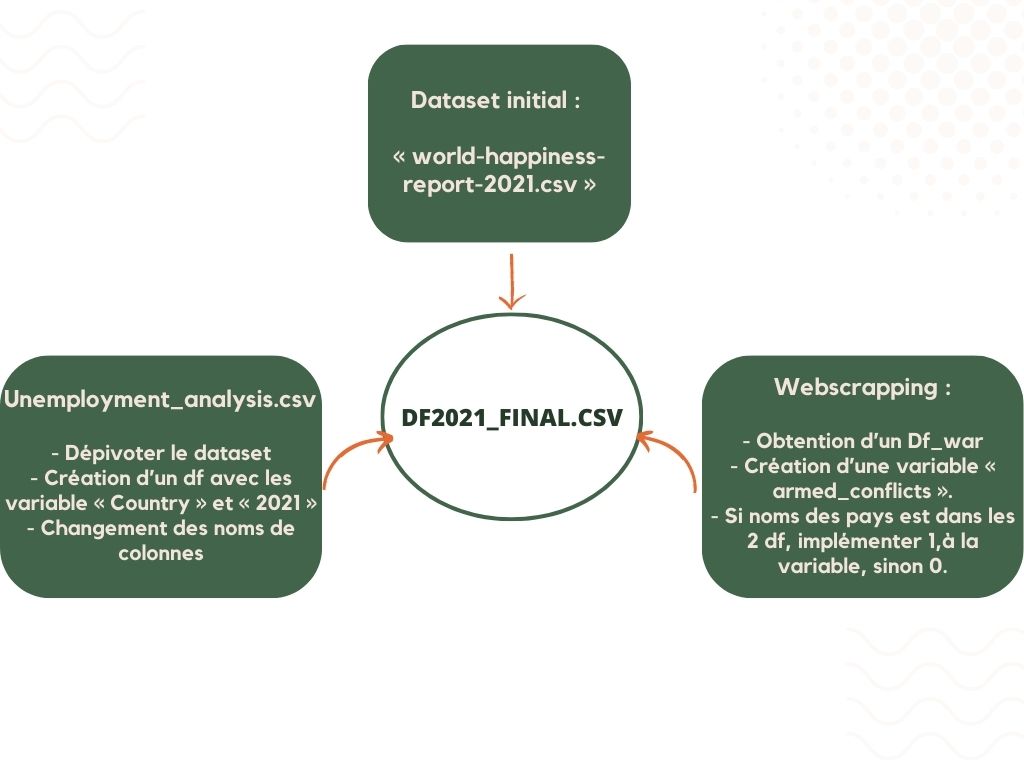 Dataset initial :
« world-happiness-
report-2021.csv »
DF2021_FINAL.CSV
Unemployment_analysis.csv
- Dépivoter le dataset
- Création d'un df avec les
variable « Country » et « 2021 »
- Changement des noms de
colonnes
Webscrapping :
- Obtention d'un Df_war
- Création d'une variable «
armed_conflicts ».
- Si noms des pays est dans les
2 df, implémenter 1,à la
variable, sinon 0.